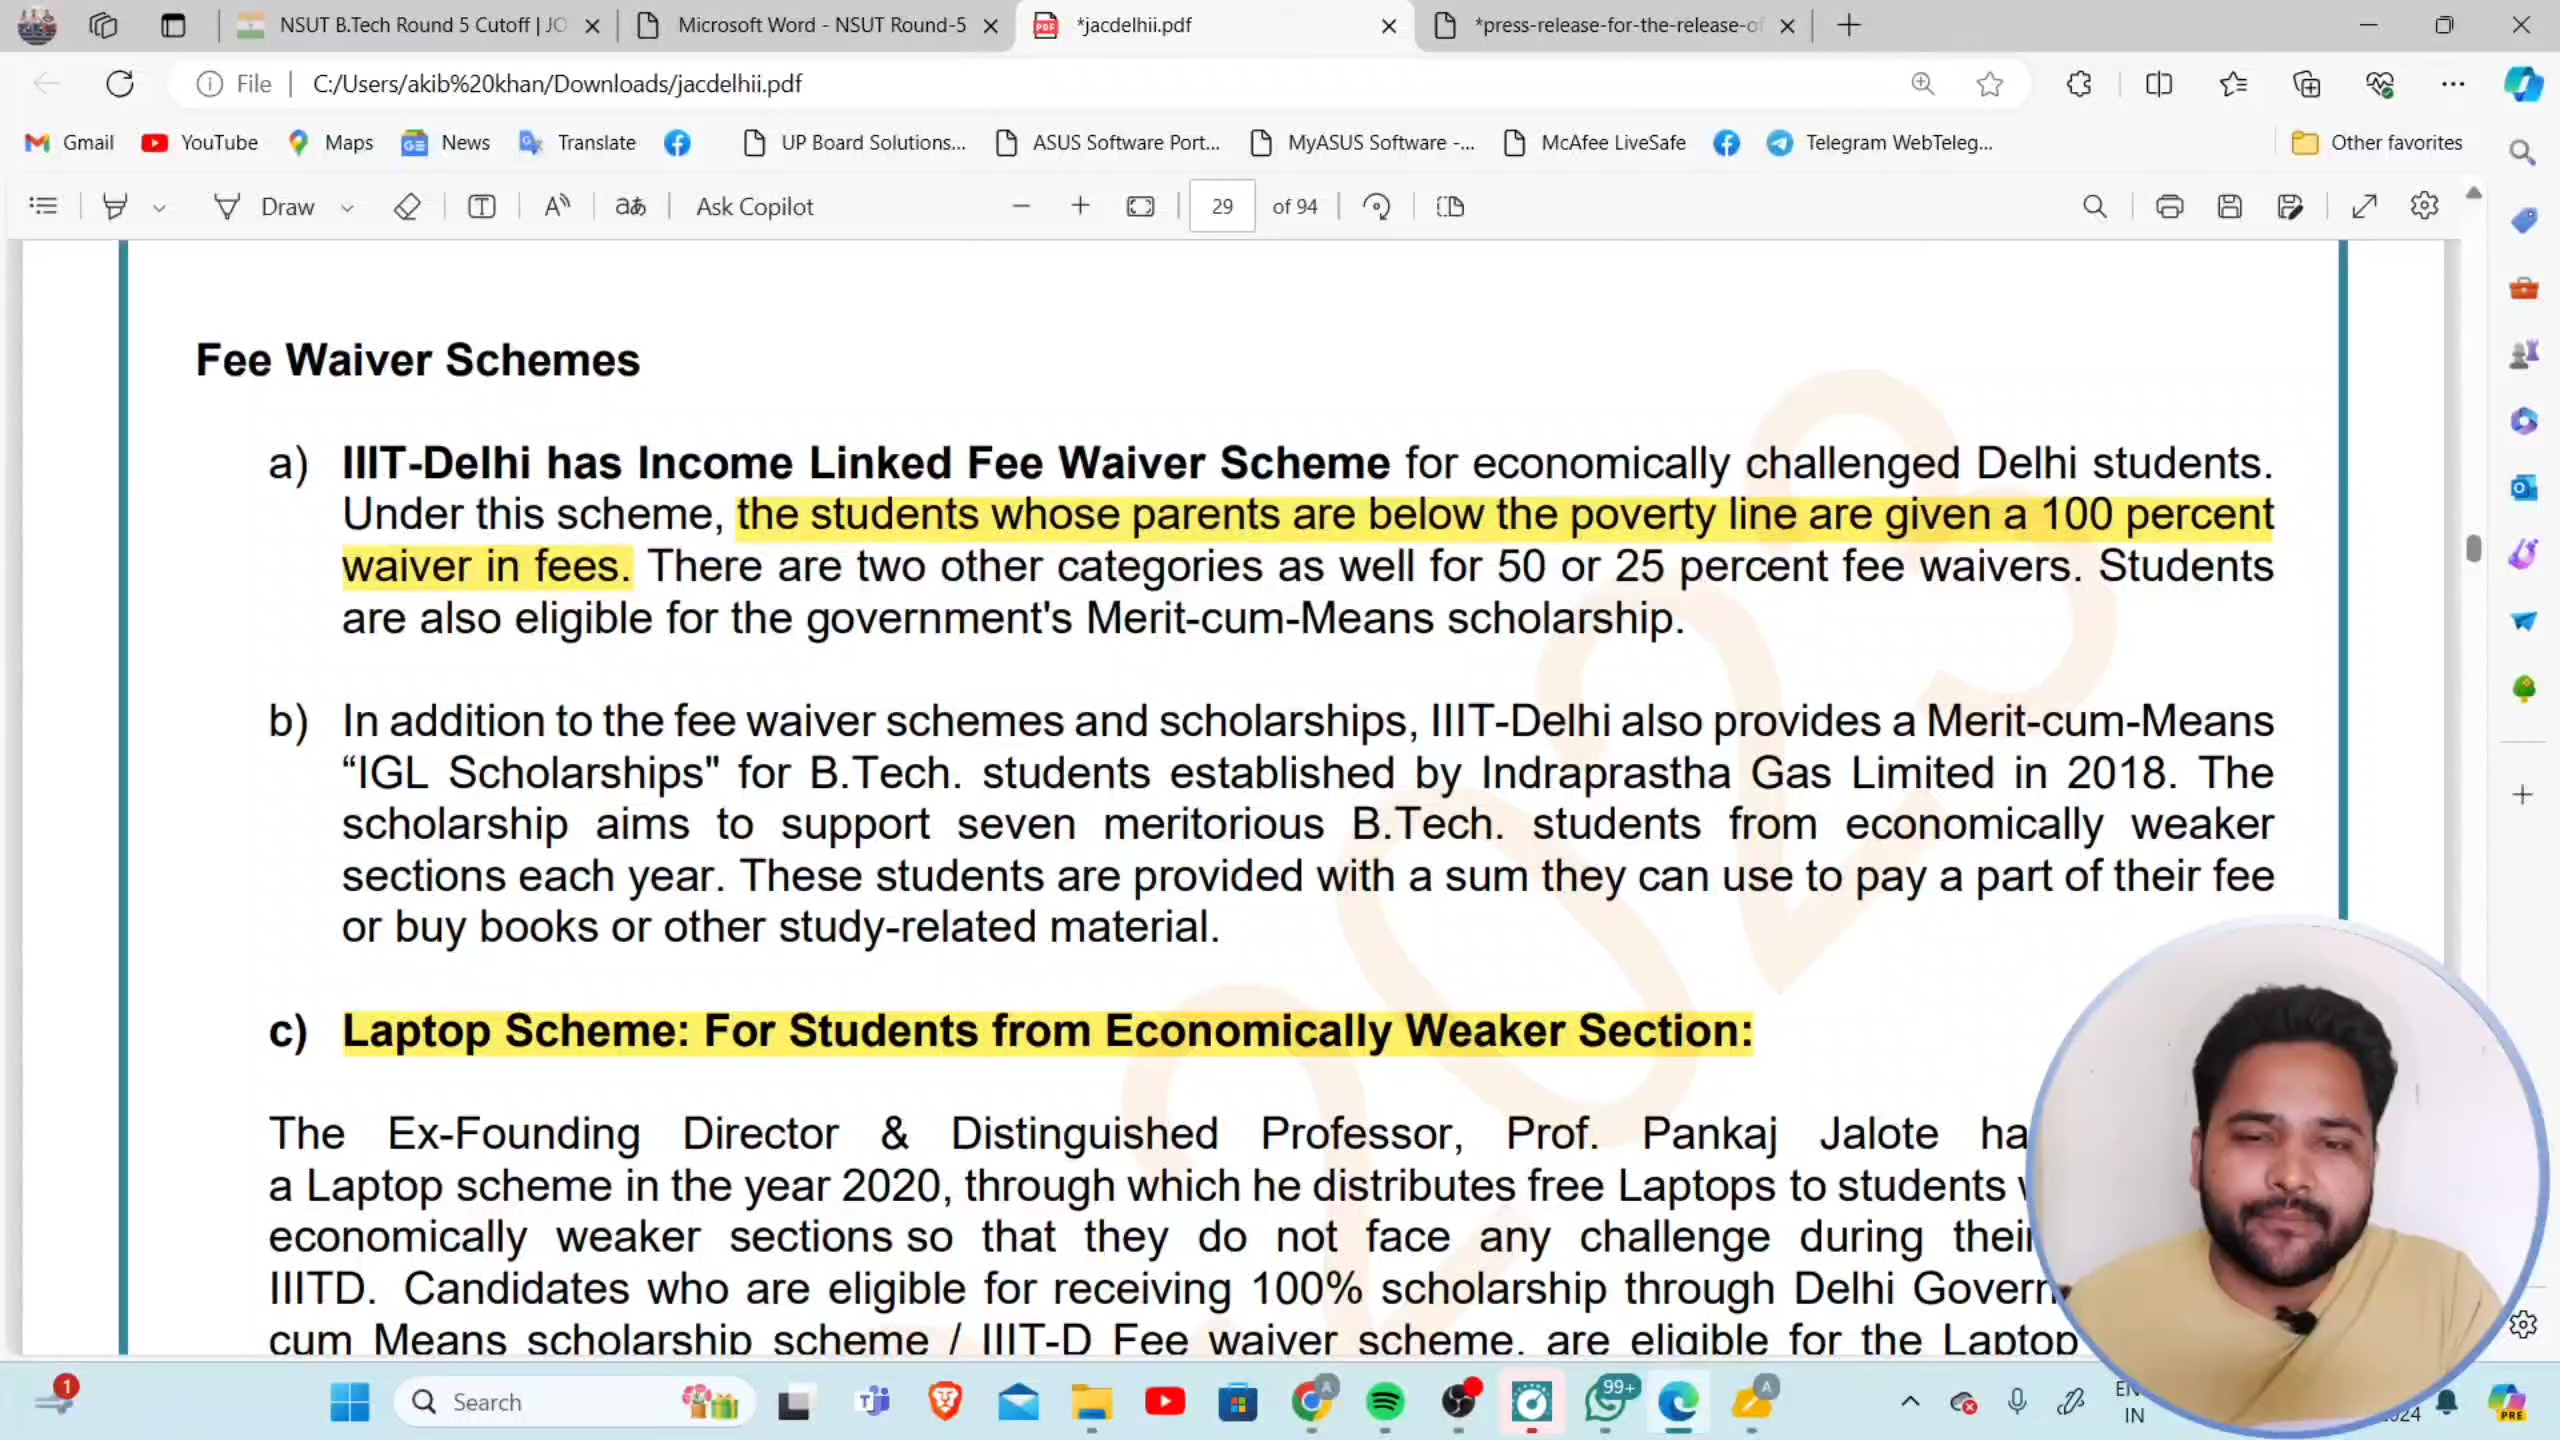 NSUT B.Tech Round 5 Cutoff | JO
Microsoft Word - NSUT Round-5
*jacdelhii.pdf
*press-release-for-the-release-of
File
C:/Users/akib%20khan/Downloads/jacdelhii.pdf
Gmail
YouTube
Maps
News
Translate
UP Board Solutions...
ASUS Software Port...
MyASUS Software -...
McAfee LiveSafe
Telegram WebTeleg...
Other favorites
Draw
Ask Copilot
29
of 94
Fee Waiver Schemes
a) IIIT-Delhi has Income Linked Fee Waiver Scheme for economically challenged Delhi students.
Under this scheme, the students whose parents are below the poverty line are given a 100 percent
waiver in fees. There are two other categories as well for 50 or 25 percent fee waivers. Students
are also eligible for the government's Merit-cum-Means scholarship.
b) In addition to the fee waiver schemes and scholarships, IIIT-Delhi also provides a Merit-cum-Means
“IGL Scholarships" for B.Tech. students established by Indraprastha Gas Limited in 2018. The
scholarship aims to support seven meritorious B.Tech. students from economically weaker
sections each year. These students are provided with a sum they can use to pay a part of their fee
or buy books or other study-related material.
c) Laptop Scheme: For Students from Economically Weaker Section:
The Ex-Founding Director & Distinguished Professor, Prof. Pankaj Jalote ha
a Laptop scheme in the year 2020, through which he distributes free Laptops to students
economically weaker sections so that they do not face any challenge during their
IIITD. Candidates who are eligible for receiving 100% scholarship through Delhi Govern
cum Means scholarship scheme / IIIT-D Fee waiver scheme, are eligible for the Laptop
2023
1
Search
A
99+
A
EN
IN
2024
PRE